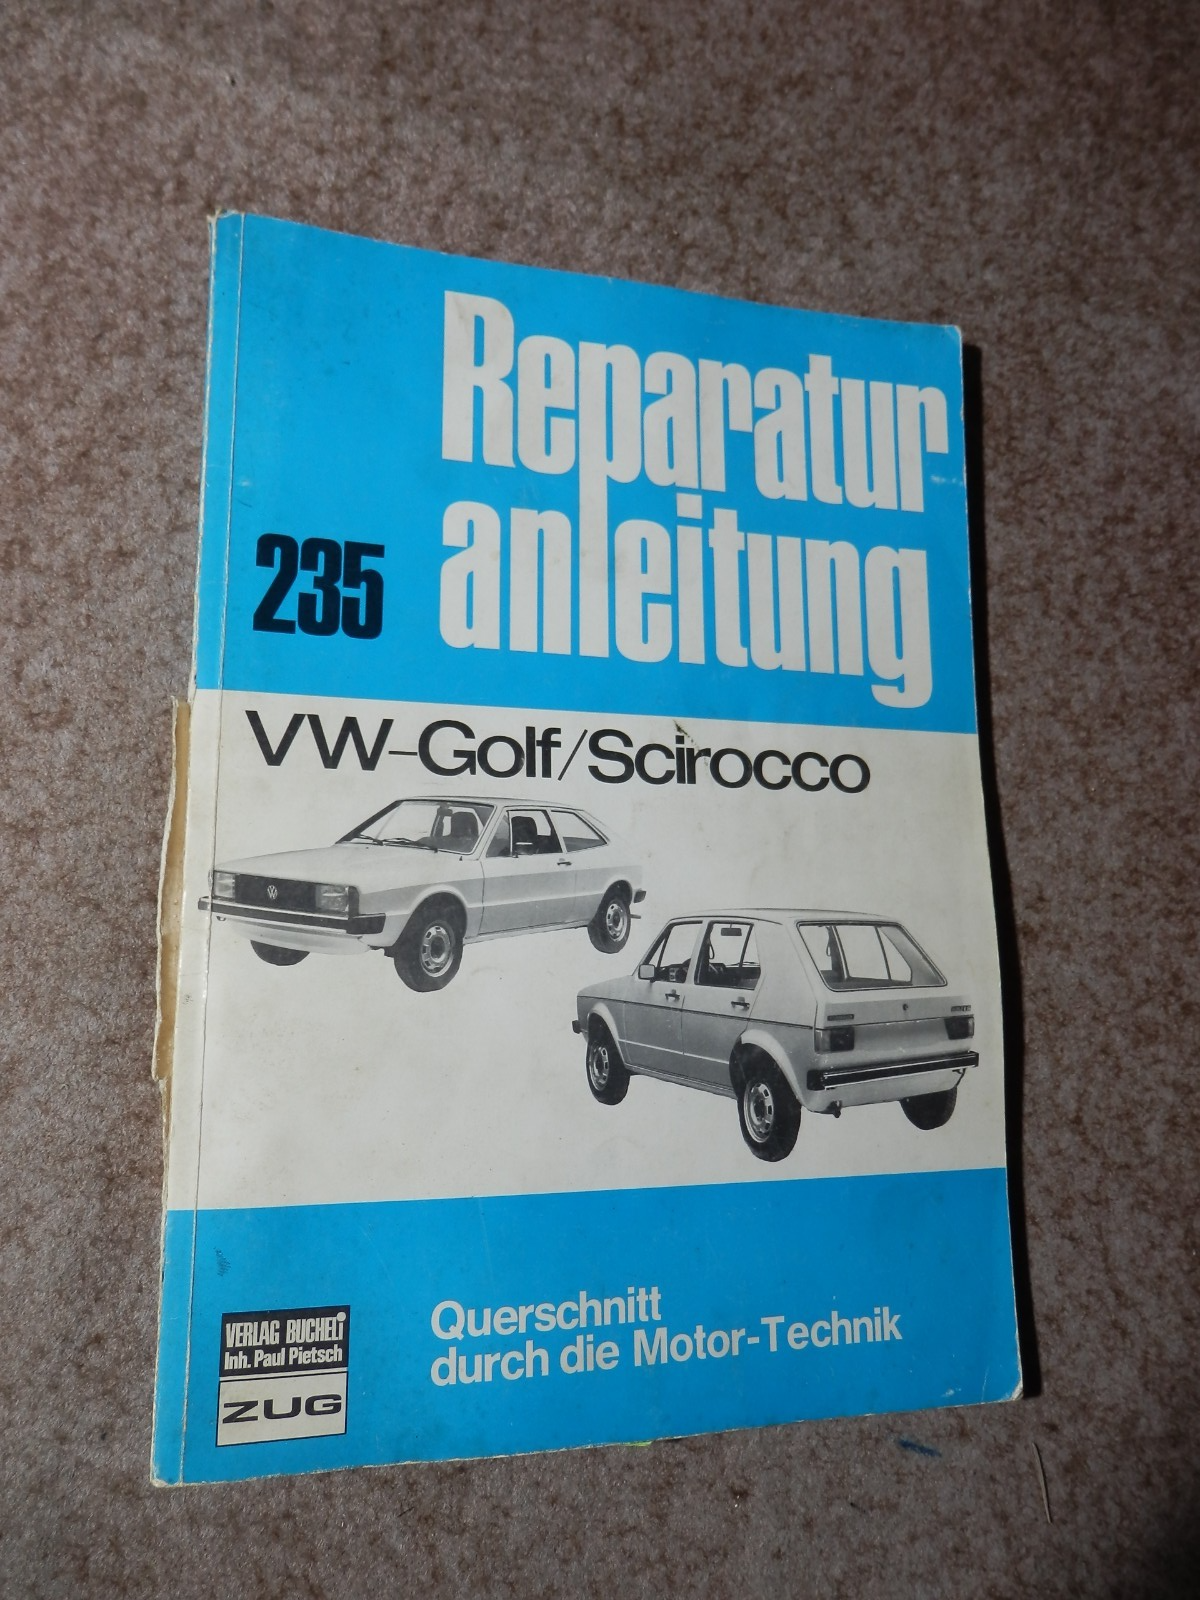 Reparatur
anleitung
235
VW-Golf/Scirocco
Querschnitt
durch die Motor-Technik
VERLAG BUCHELi
Inh. Paul Pietsch
ZUG